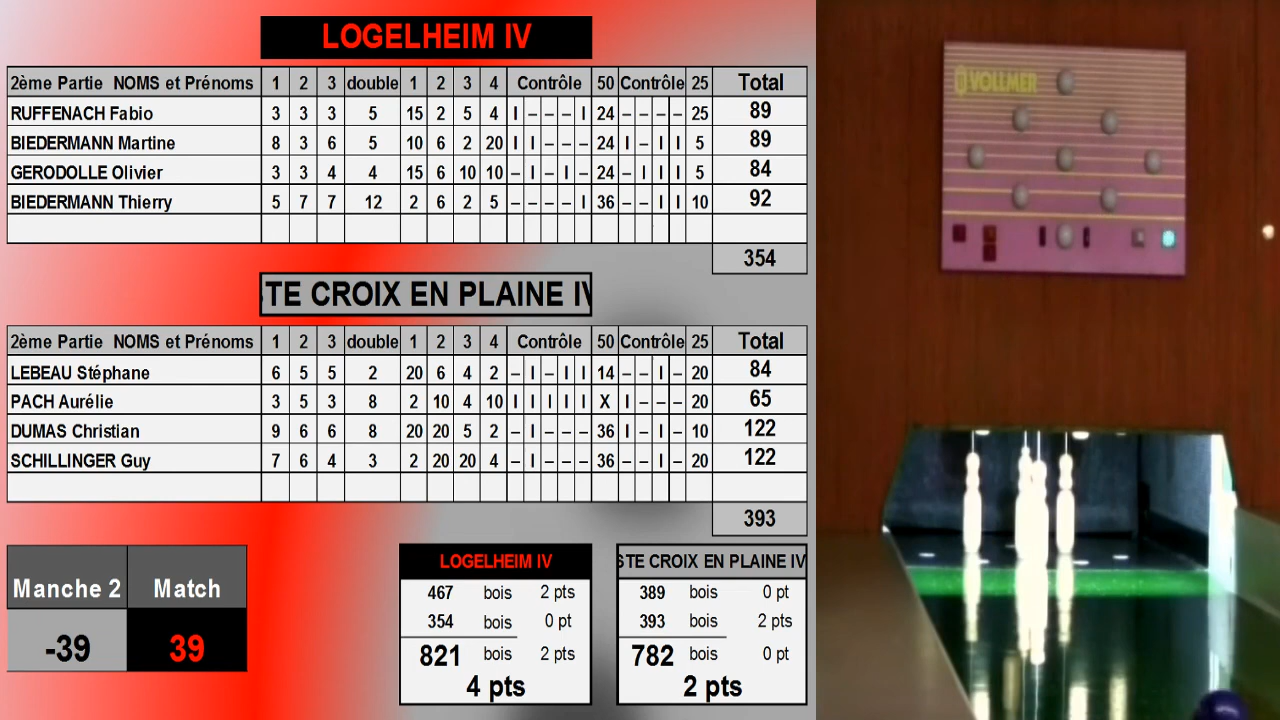 LOGELHEIM IV
2ème Partie NOMS et Prénoms 1 2 3 double 1 2 3 4 Contrôle 50 Contrôle 25 Total
RUFFENACH Fabio 3 3 3 5 15 2 5 4 I – – – I 24 – – – – 25 89
BIEDERMANN Martine 8 3 6 5 10 6 2 20 I I – – – 24 I – I I 5 89
GERODOLLE Olivier 3 3 4 4 15 6 10 10 – I – I – 24 – I I I 5 84
BIEDERMANN Thierry 5 7 7 12 2 6 2 5 – – – – I 36 – – I I 10 92
354
STE CROIX EN PLAINE IV
2ème Partie NOMS et Prénoms 1 2 3 double 1 2 3 4 Contrôle 50 Contrôle 25 Total
LEBEAU Stéphane 6 5 5 2 20 6 4 2 – I – I I 14 – – I – 20 84
PACH Aurélie 3 5 3 8 2 10 4 10 I I I I I X I – – – 20 65
DUMAS Christian 9 6 6 8 20 20 5 2 – I – – – 36 I – I – 10 122
SCHILLINGER Guy 7 6 4 3 2 20 20 4 – I – – – 36 – – I – 20 122
393
Manche 2 Match
-39 39
LOGELHEIM IV
467 bois 2 pts
354 bois 0 pt
821 bois 2 pts
4 pts
STE CROIX EN PLAINE IV
389 bois 0 pt
393 bois 2 pts
782 bois 0 pt
2 pts
VOLLMER